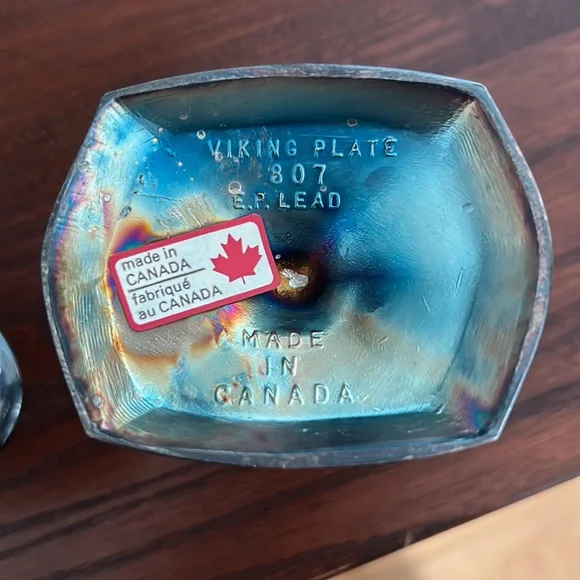 VIKING PLATE
807
E.P. LEAD
made in
CANADA
fabriqué
au CANADA
MADE
IN
CANADA